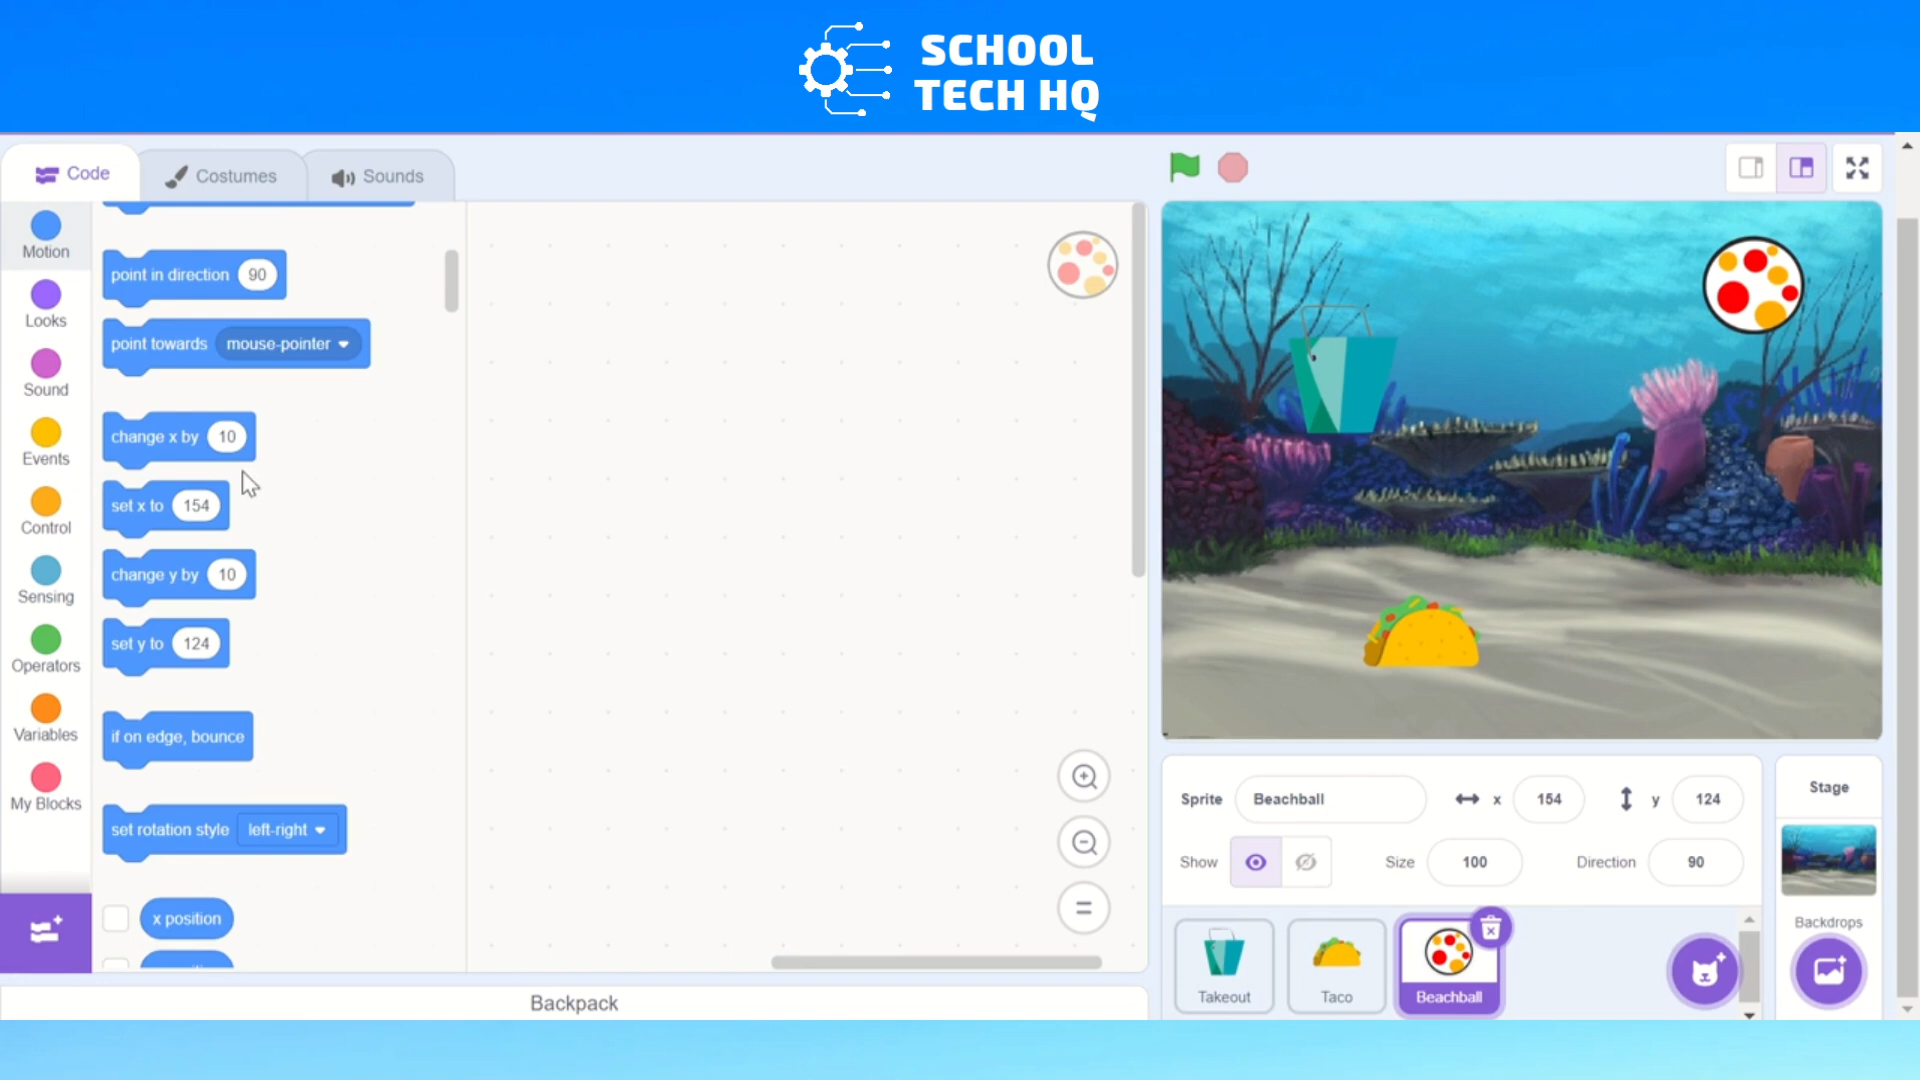 SCHOOL
TECH HQ
Code
Costumes
Sounds
Motion
Looks
Sound
Events
Control
Sensing
Operators
Variables
My Blocks
point in direction 90
point towards mouse-pointer
change x by 10
set x to 154
change y by 10
set y to 124
if on edge, bounce
set rotation style left-right
x position
Backpack
Sprite Beachball x 154 y 124
Show Size 100 Direction 90
Takeout
Taco
Beachball
Stage
Backdrops